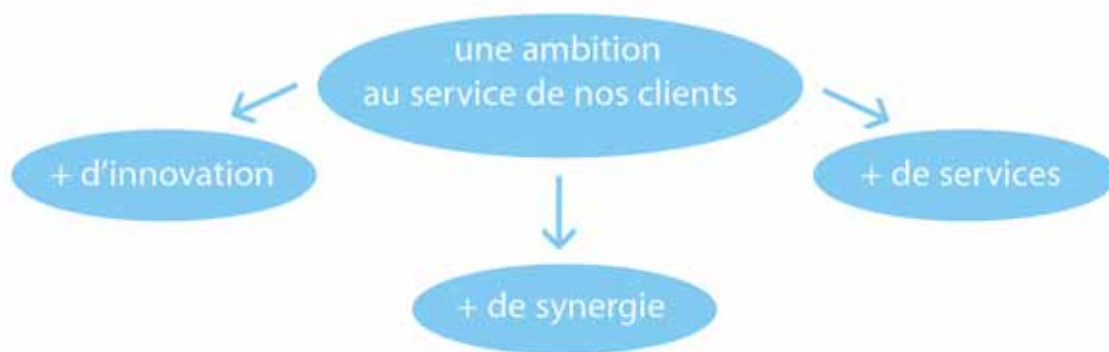 une ambition
au service de nos clients
+ d'innovation
+ de services
+ de synergie